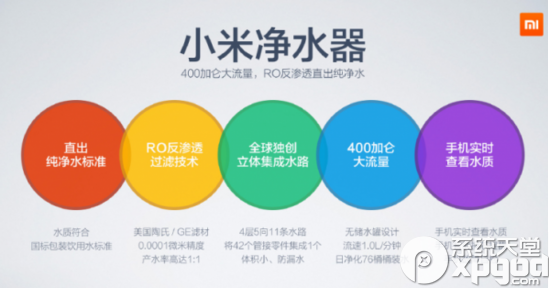 mi
小米净水器
400加仑大流量，RO反渗透直出纯净水
直出
纯净水标准
RO反渗透
过滤技术
全球独创
立体集成水路
400加仑
大流量
手机实时
查看水质
水质符合
国标包装饮用水标准
美国陶氏 / GE滤材
0.0001微米精度
产水率高达1:1
4层5向11条水路
将42个管接零件集成1个
体积小、防漏水
无储水罐设计
流速1.0L/分钟
日净化76桶桶装
手机实时查看水质
系统天堂
xpgod.com